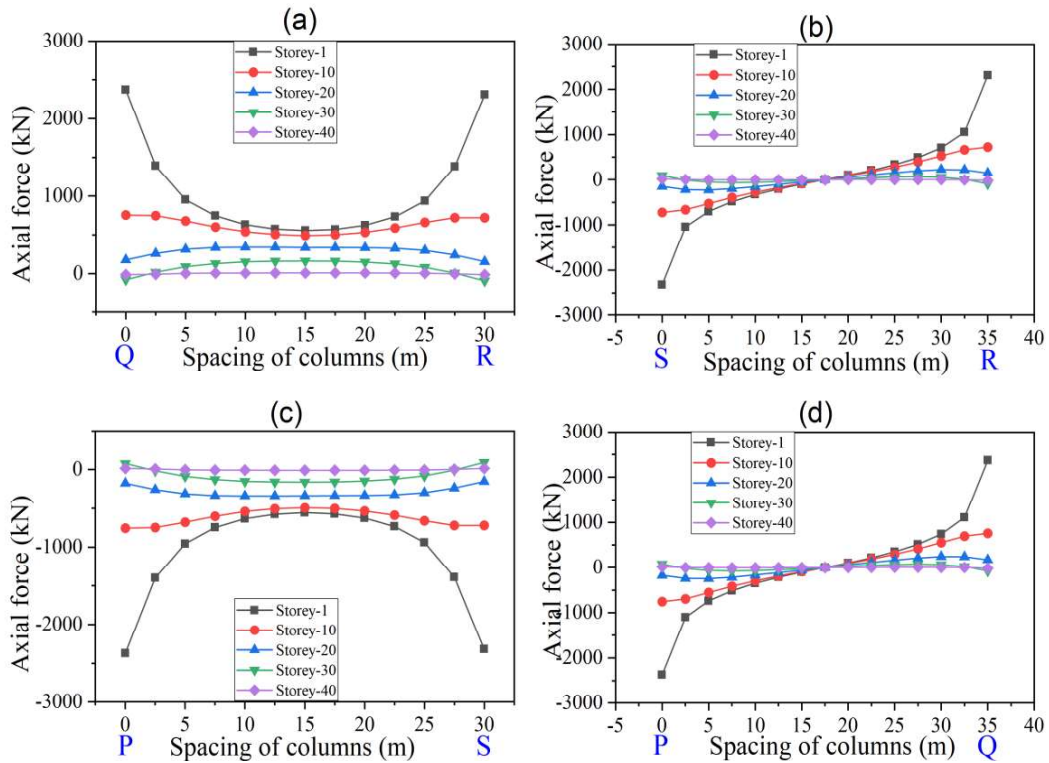 (a)
Axial force (kN)
3000
2000
1000
0
Storey-1
Storey-10
Storey-20
Storey-30
Storey-40
0 5 10 15 20 25 30
Q Spacing of columns (m) R
(b)
Axial force (kN)
3000
2000
1000
0
-1000
-2000
-3000
Storey-1
Storey-10
Storey-20
Storey-30
Storey-40
-5 0 5 10 15 20 25 30 35 40
Spacing of columns (m)
S R
(c)
Axial force (kN)
0
-1000
-2000
-3000
Storey-1
Storey-10
Storey-20
Storey-30
Storey-40
0 5 10 15 20 25 30
P Spacing of columns (m) S
(d)
Axial force (kN)
3000
2000
1000
0
-1000
-2000
-3000
Storey-1
Storey-10
Storey-20
Storey-30
Storey-40
-5 0 5 10 15 20 25 30 35 40
P Spacing of columns (m) Q